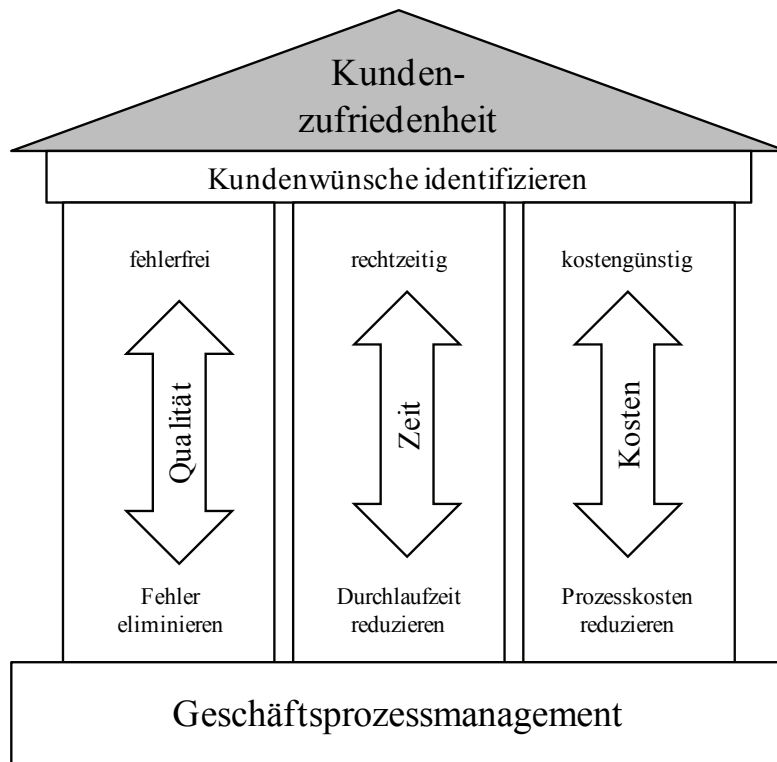 Kunden-
zufriedenheit
Kundenwünsche identifizieren
fehlerfrei
rechtzeitig
kostengünstig
Qualität
Zeit
Kosten
Fehler
eliminieren
Durchlaufzeit
reduzieren
Prozesskosten
reduzieren
Geschäftsprozessmanagement